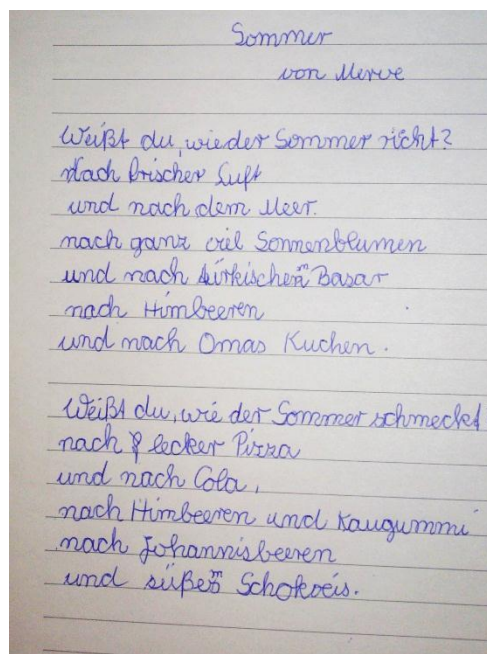 Sommer
von Merve
Weißt du, wie der Sommer richt?
Nach frischer Luft
und nach dem Meer.
nach ganz viel Sonnenblumen
und nach türkischem Basar
nach Himbeeren
und nach Omas Kuchen.
Weißt du, wie der Sommer schmeckt
nach lecker Pizza
und nach Cola,
nach Himbeeren und Kaugummi
nach Johannisbeeren
und süßem Schokoeis.